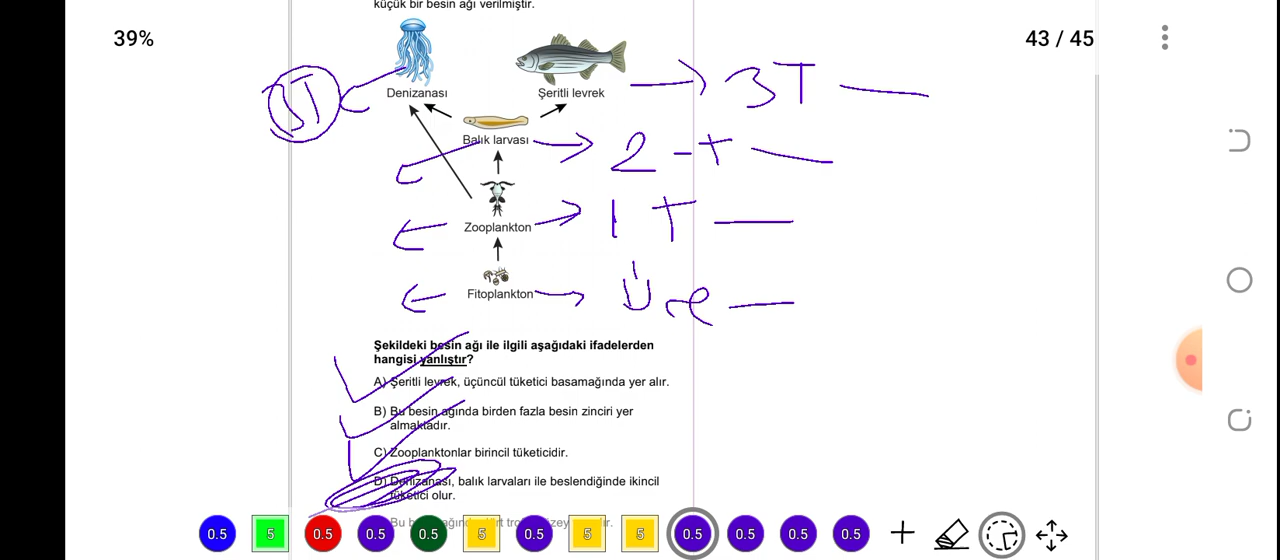 küçük bir besin ağı verilmiştir.
39%
43 / 45
Denizanası
Şeritli levrek
3T
3T
Balık larvası
2 - T
Zooplankton
1 T
Fitoplankton
Üre
Şekildeki besin ağı ile ilgili aşağıdaki ifadelerden
hangisi yanlıştır?
A) Şeritli levrek, üçüncül tüketici basamağında yer alır.
B) Bu besin ağında birden fazla besin zinciri yer
almaktadır.
C) Zooplanktonlar birincil tüketicidir.
D) Denizanası, balık larvaları ile beslendiğinde ikincil
tüketici olur.
Bu
0.5
5
0.5
0.5
0.5
5
0.5
5
5
0.5
0.5
0.5
0.5